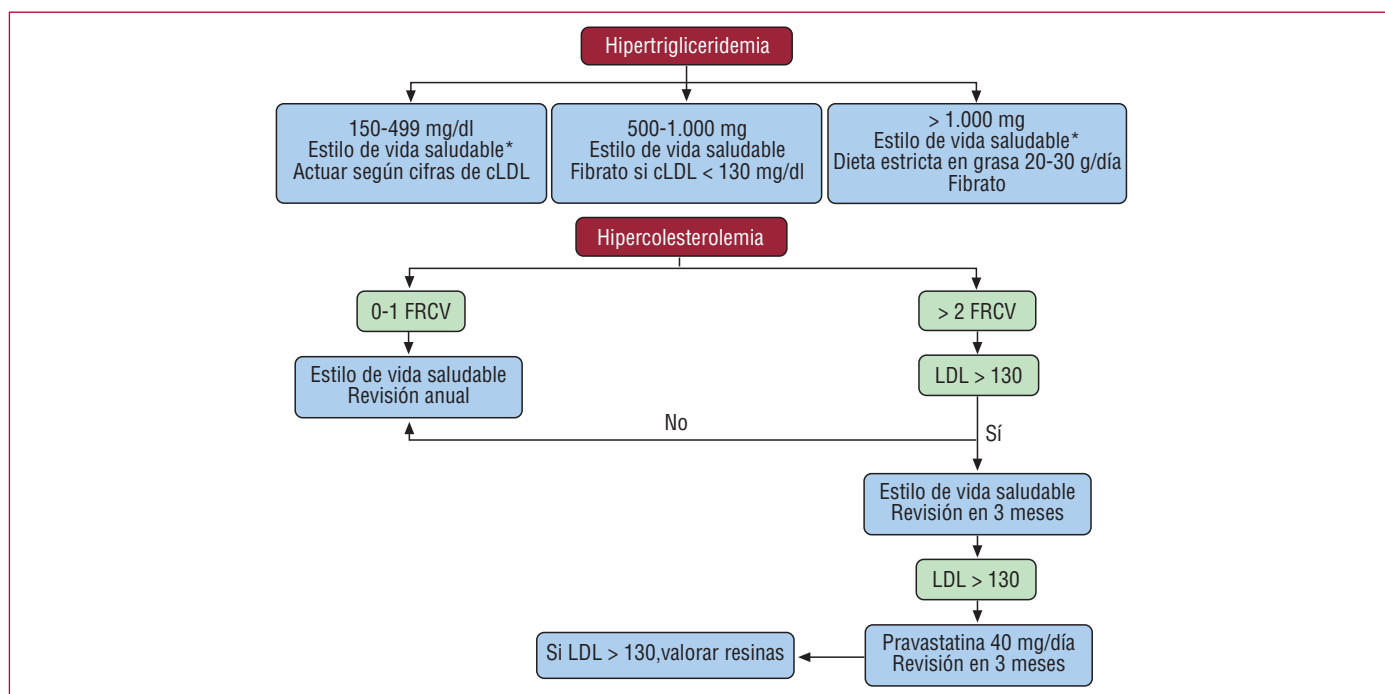 Hipertrigliceridemia
150-499 mg/dl
Estilo de vida saludable*
Actuar según cifras de cLDL
500-1.000 mg
Estilo de vida saludable
Fibrato si cLDL < 130 mg/dl
> 1.000 mg
Estilo de vida saludable*
Dieta estricta en grasa 20-30 g/día
Fibrato
Hipercolesterolemia
0-1 FRCV
> 2 FRCV
Estilo de vida saludable
Revisión anual
LDL > 130
No
Sí
Estilo de vida saludable
Revisión en 3 meses
LDL > 130
Pravastatina 40 mg/día
Revisión en 3 meses
Si LDL > 130,valorar resinas